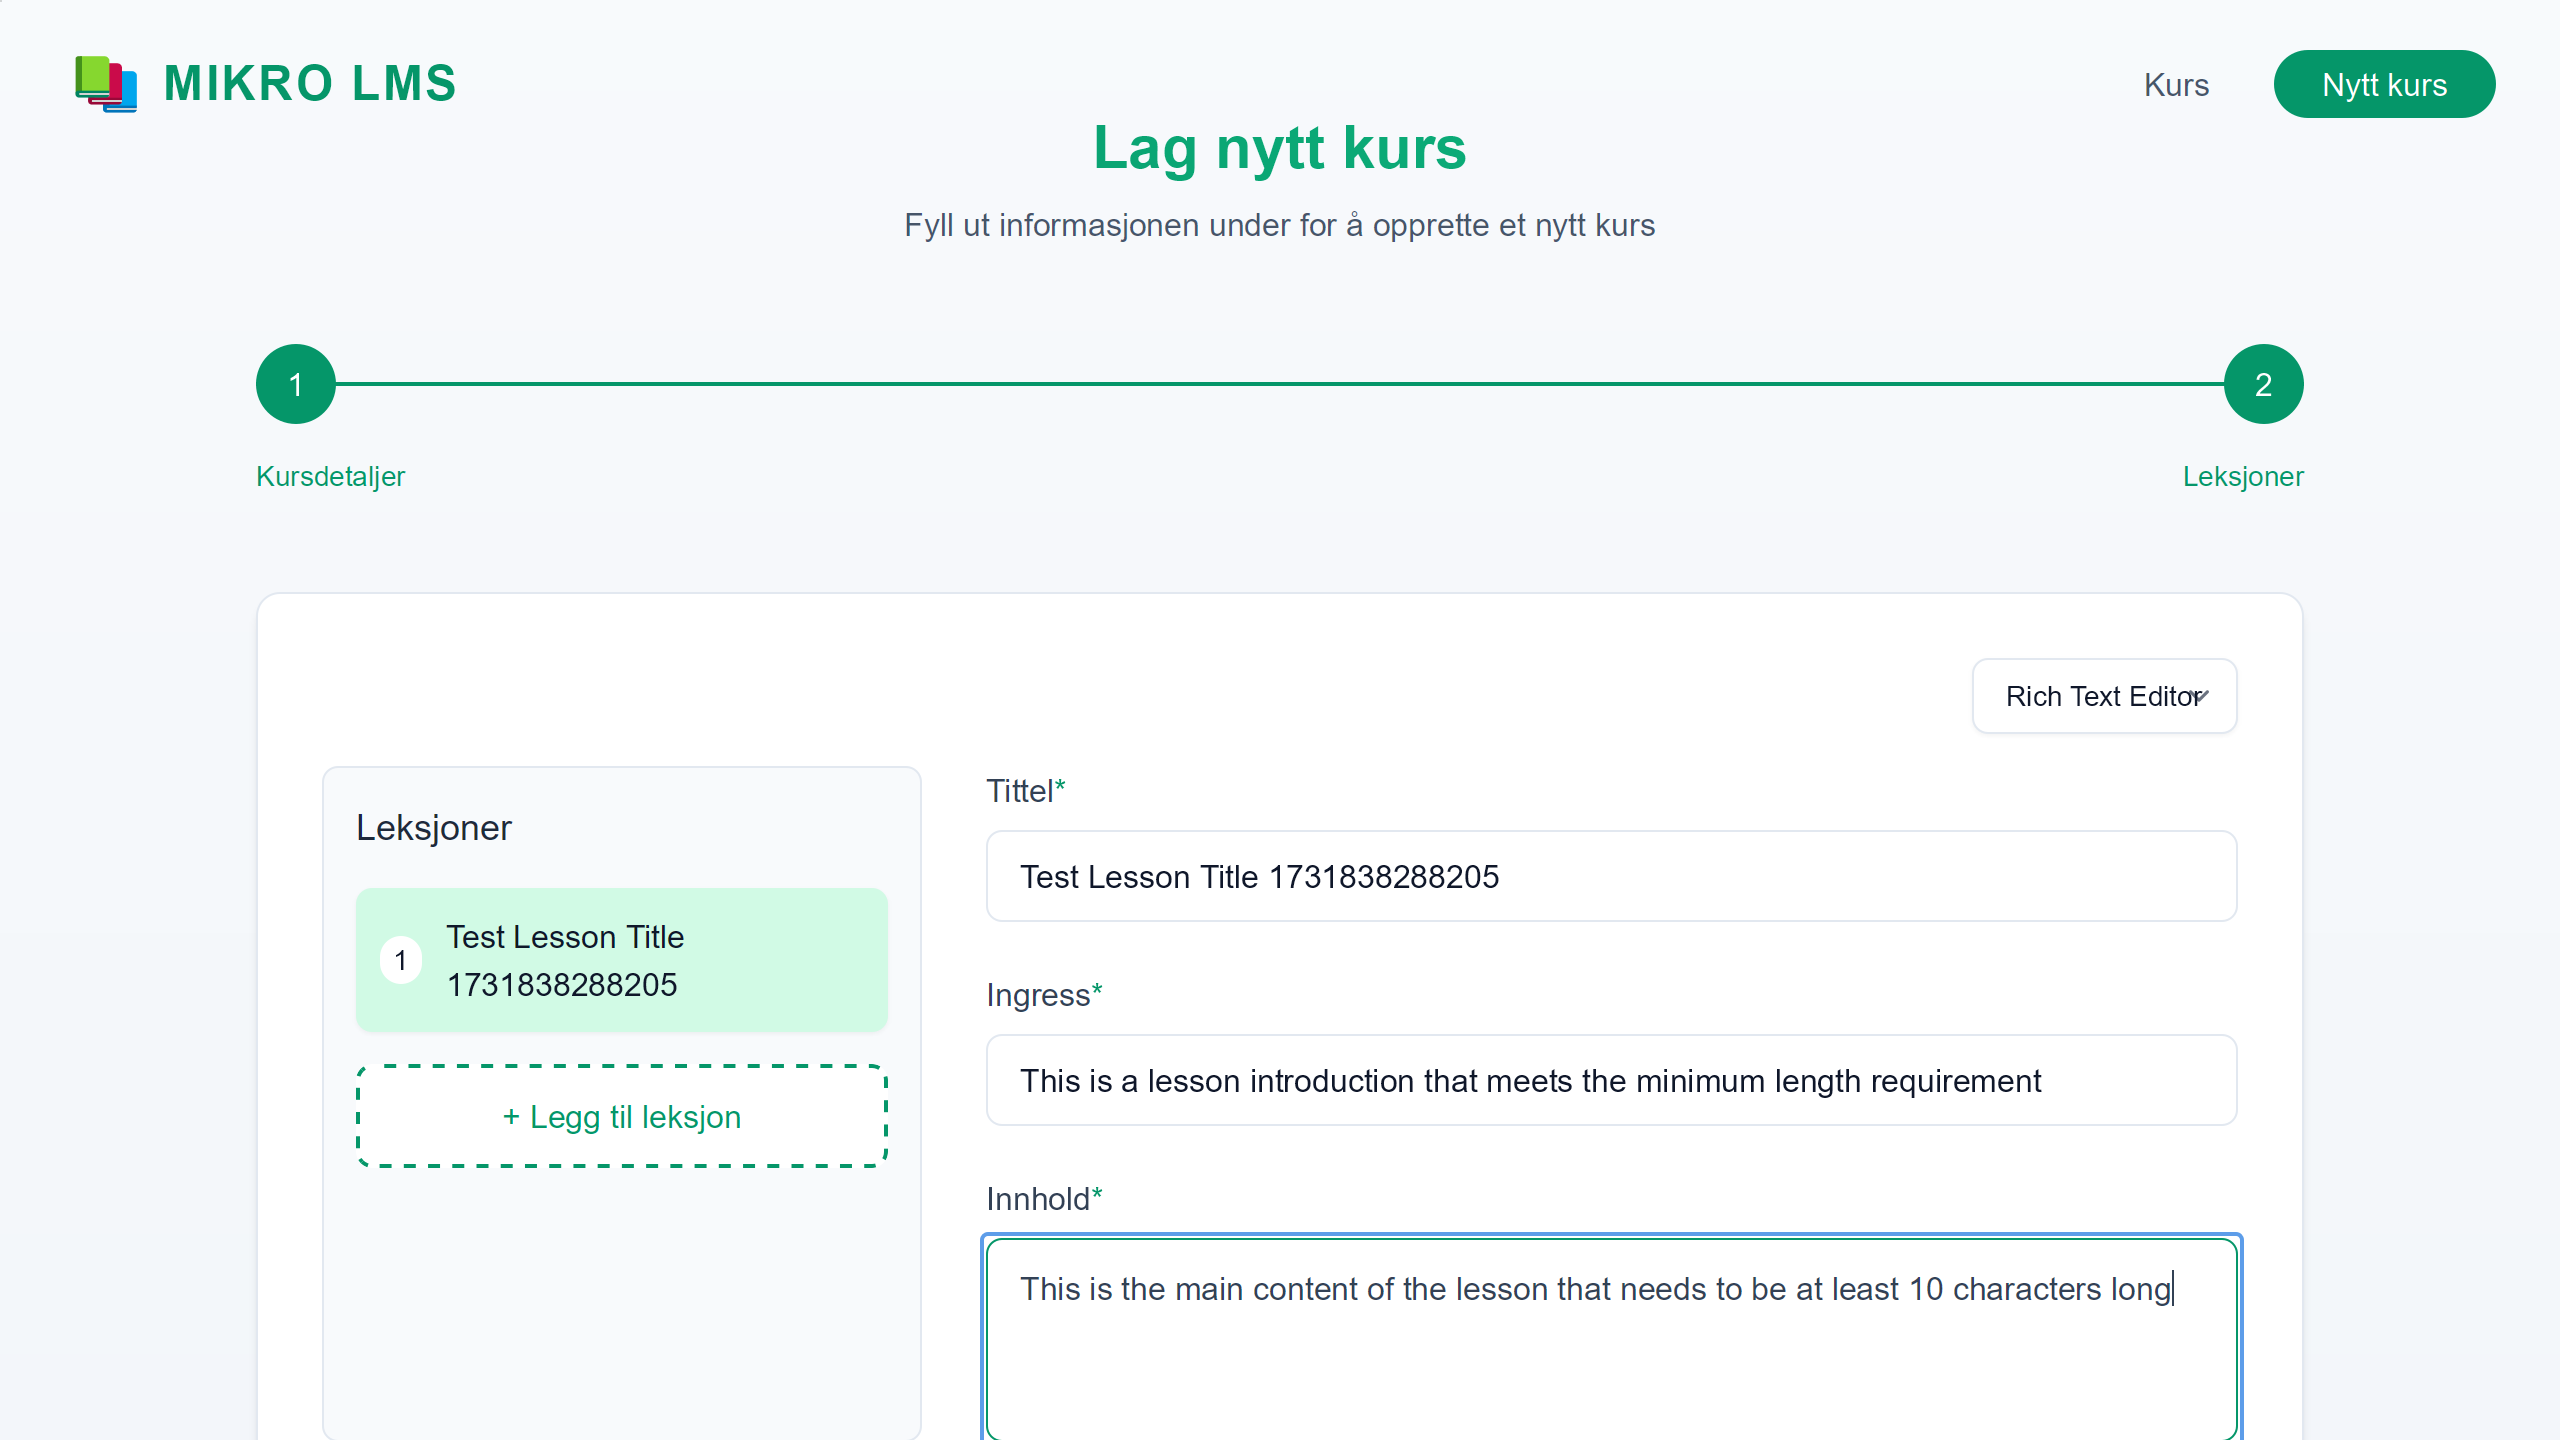 MIKRO LMS
Kurs
Nytt kurs
Lag nytt kurs
Fyll ut informasjonen under for å opprette et nytt kurs
1
2
Kursdetaljer
Leksjoner
Rich Text Editor
Leksjoner
1
Test Lesson Title
1731838288205
+ Legg til leksjon
Tittel*
Test Lesson Title 1731838288205
Ingress*
This is a lesson introduction that meets the minimum length requirement
Innhold*
This is the main content of the lesson that needs to be at least 10 characters long